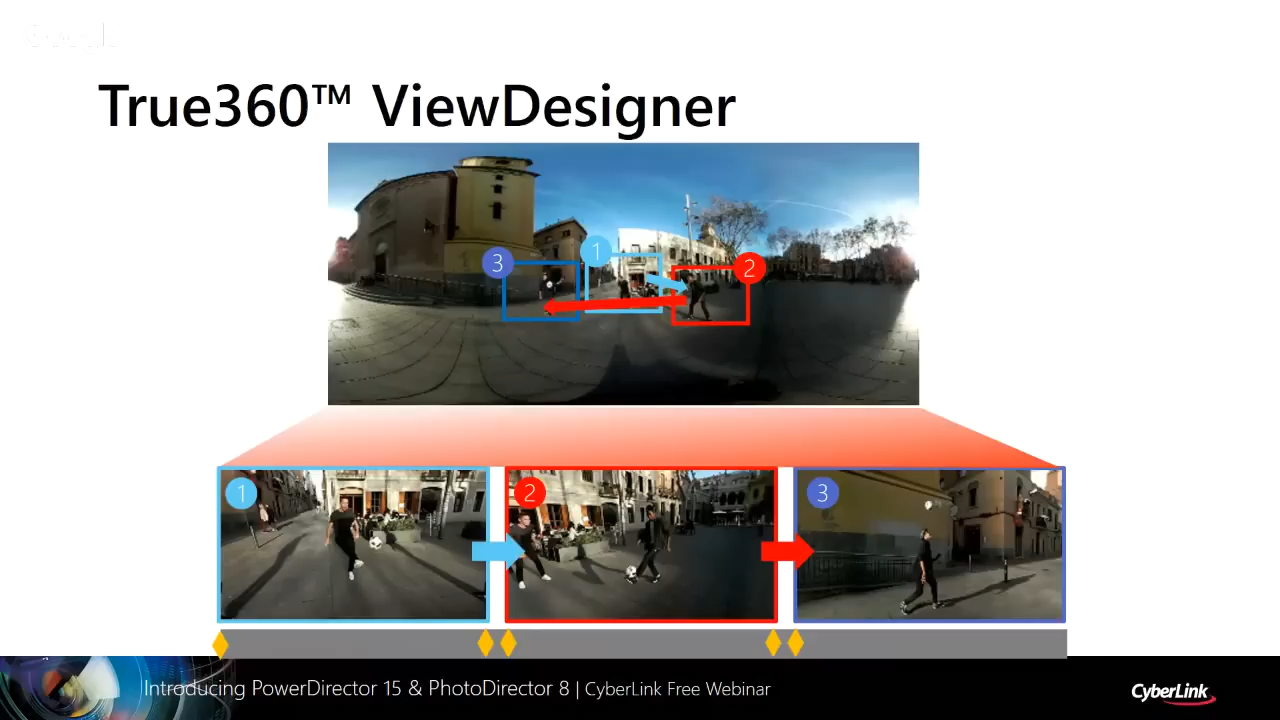 True360™ ViewDesigner
3
1
2
1
2
3
Introducing PowerDirector 15 & PhotoDirector 8 | CyberLink Free Webinar
CyberLink